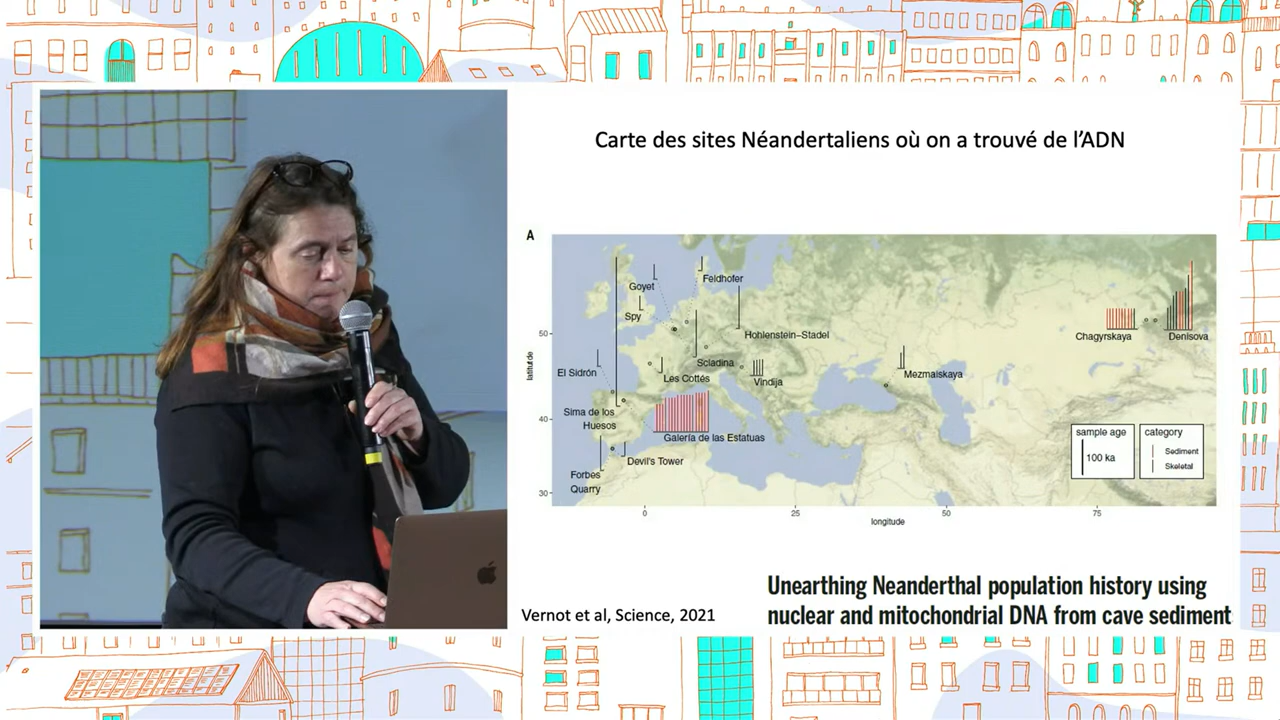 Carte des sites Néandertaliens où on a trouvé de l'ADN
A
Feldhofer
Goyet
Spy
Hohlenstein–Stadel
Chagyrskaya
Denisova
Scladina
El Sidrón
Les Cottés
Vindija
Mezmaiskaya
Sima de los
Huesos
Galería de las Estatuas
Devil's Tower
Forbes
Quarry
sample age
100 ka
category
Sediment
Skeletal
latitude
50
40
30
0
25
50
75
longitude
Unearthing Neanderthal population history using
nuclear and mitochondrial DNA from cave sediment
Vernot et al, Science, 2021